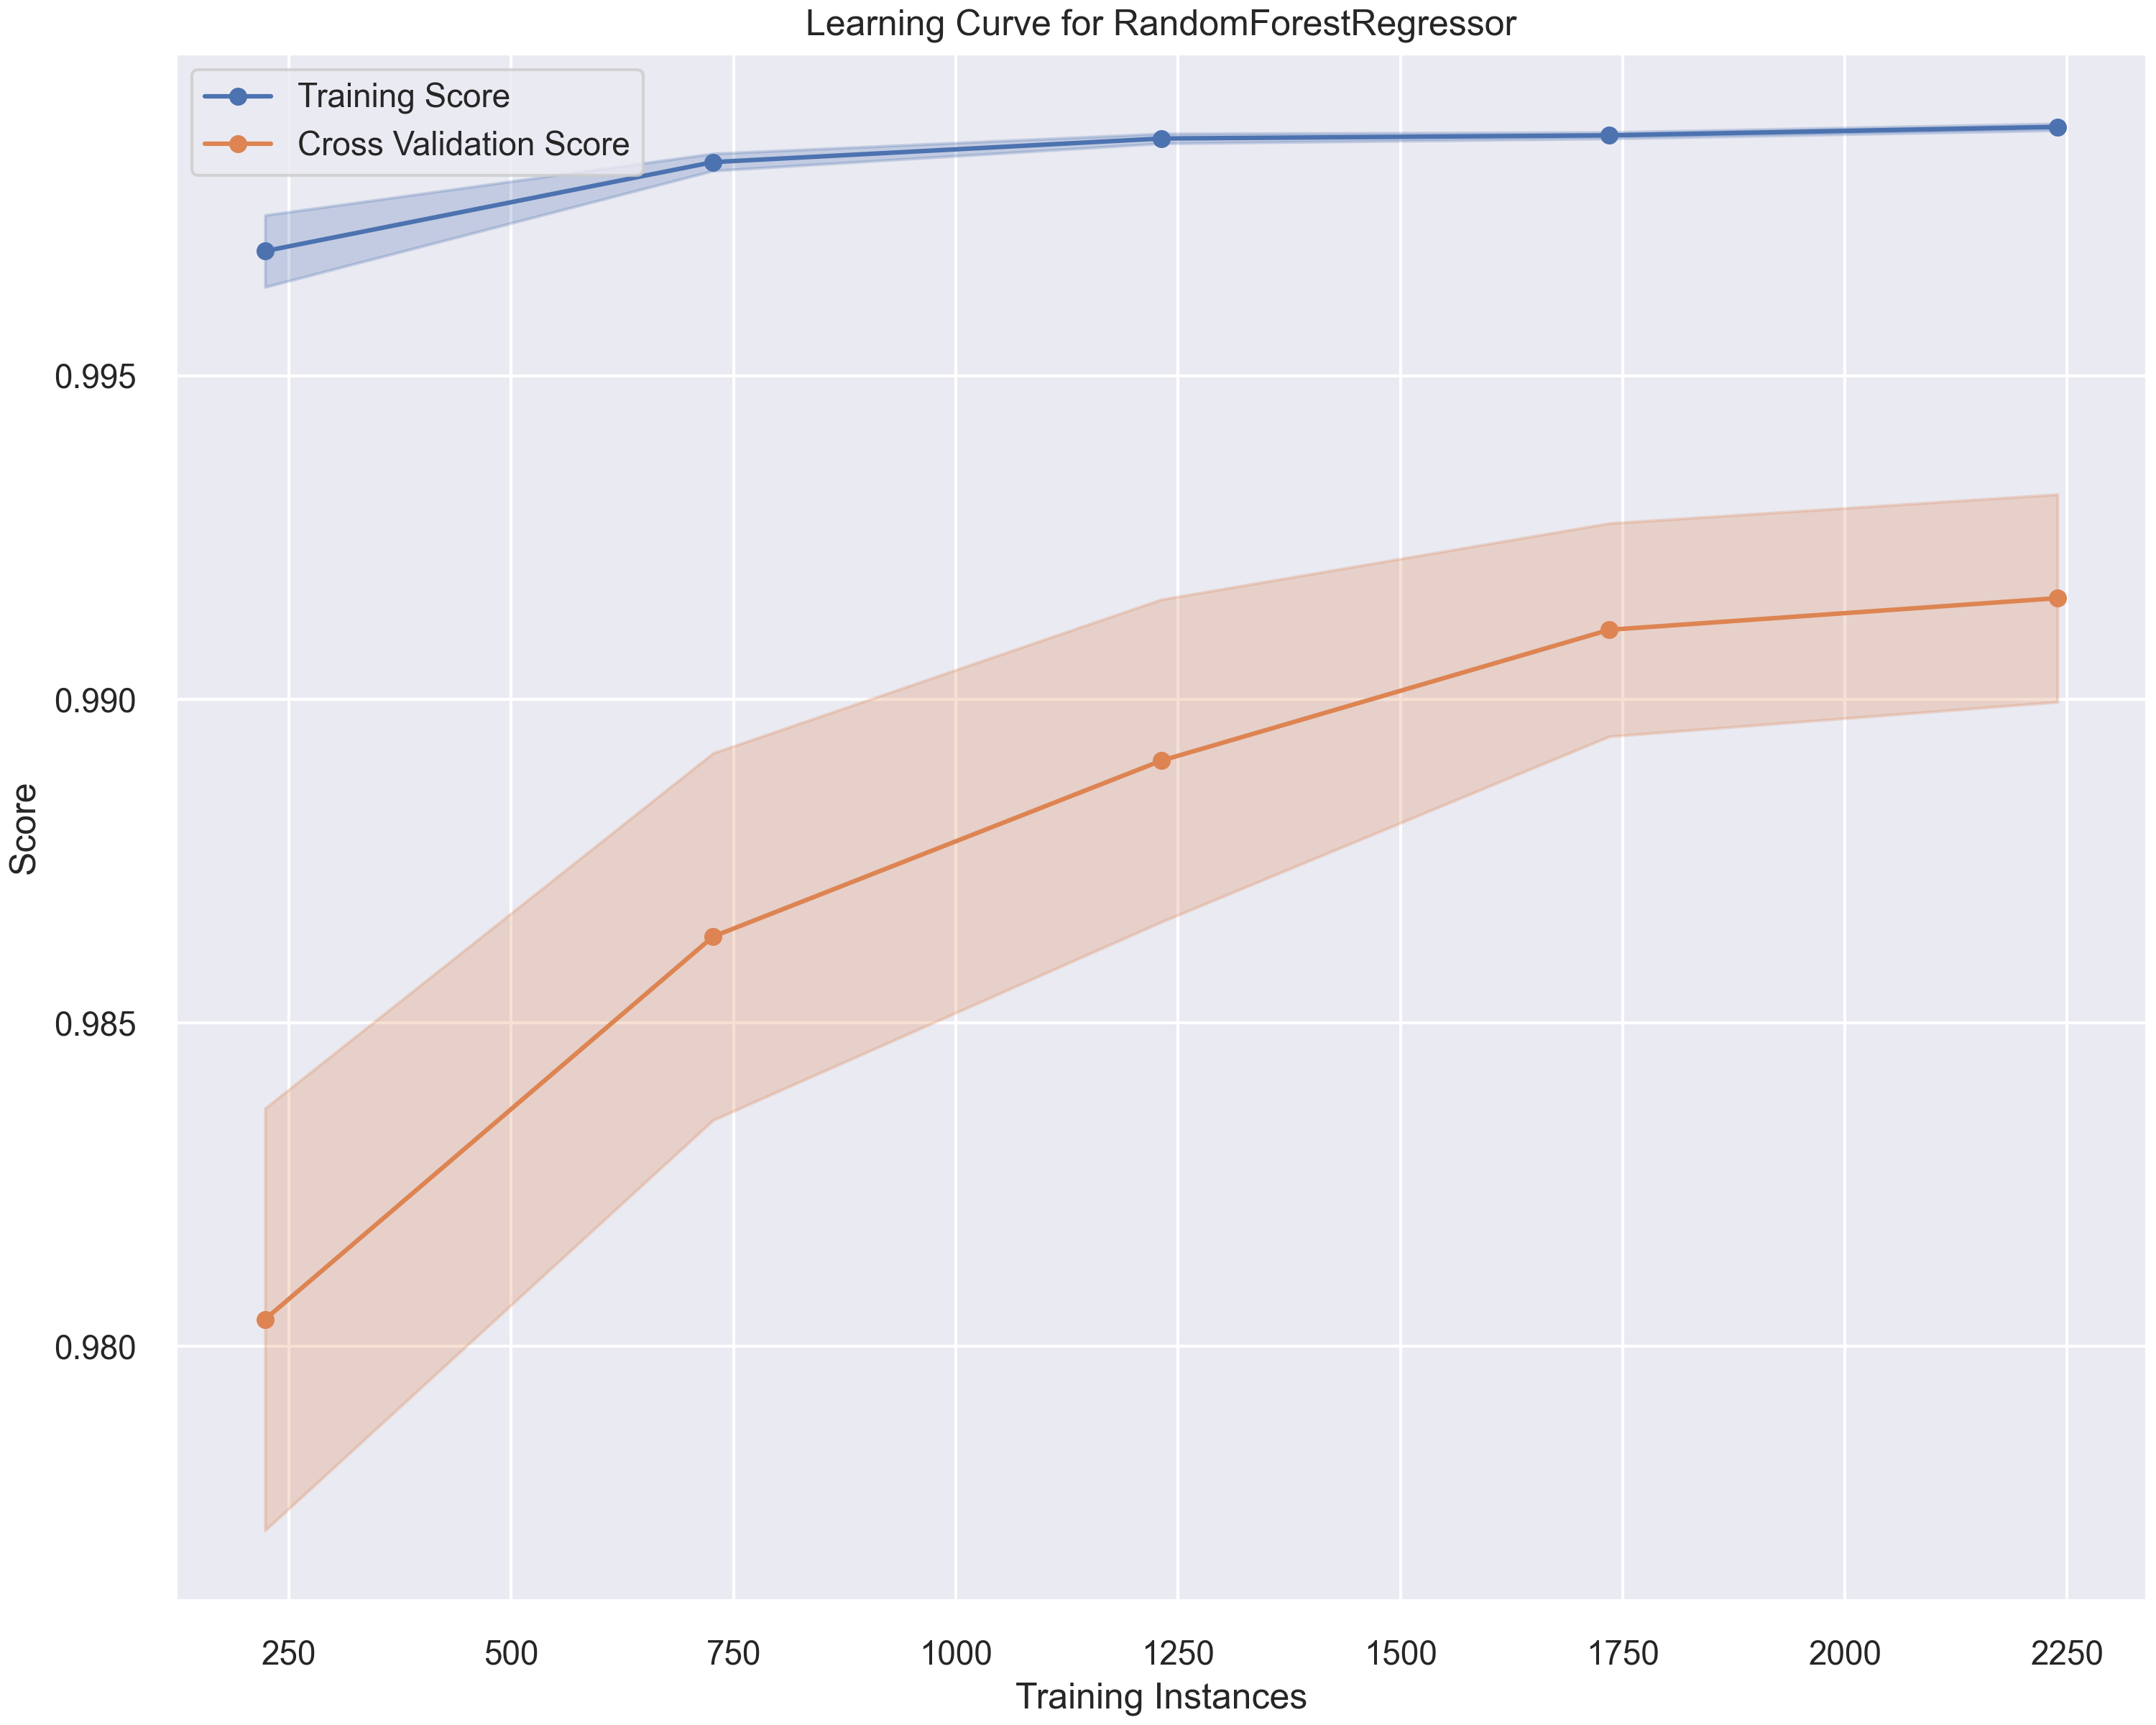 Learning Curve for RandomForestRegressor
Training Score
Cross Validation Score
0.995
0.990
0.985
0.980
Score
250 500 750 1000 1250 1500 1750 2000 2250
Training Instances